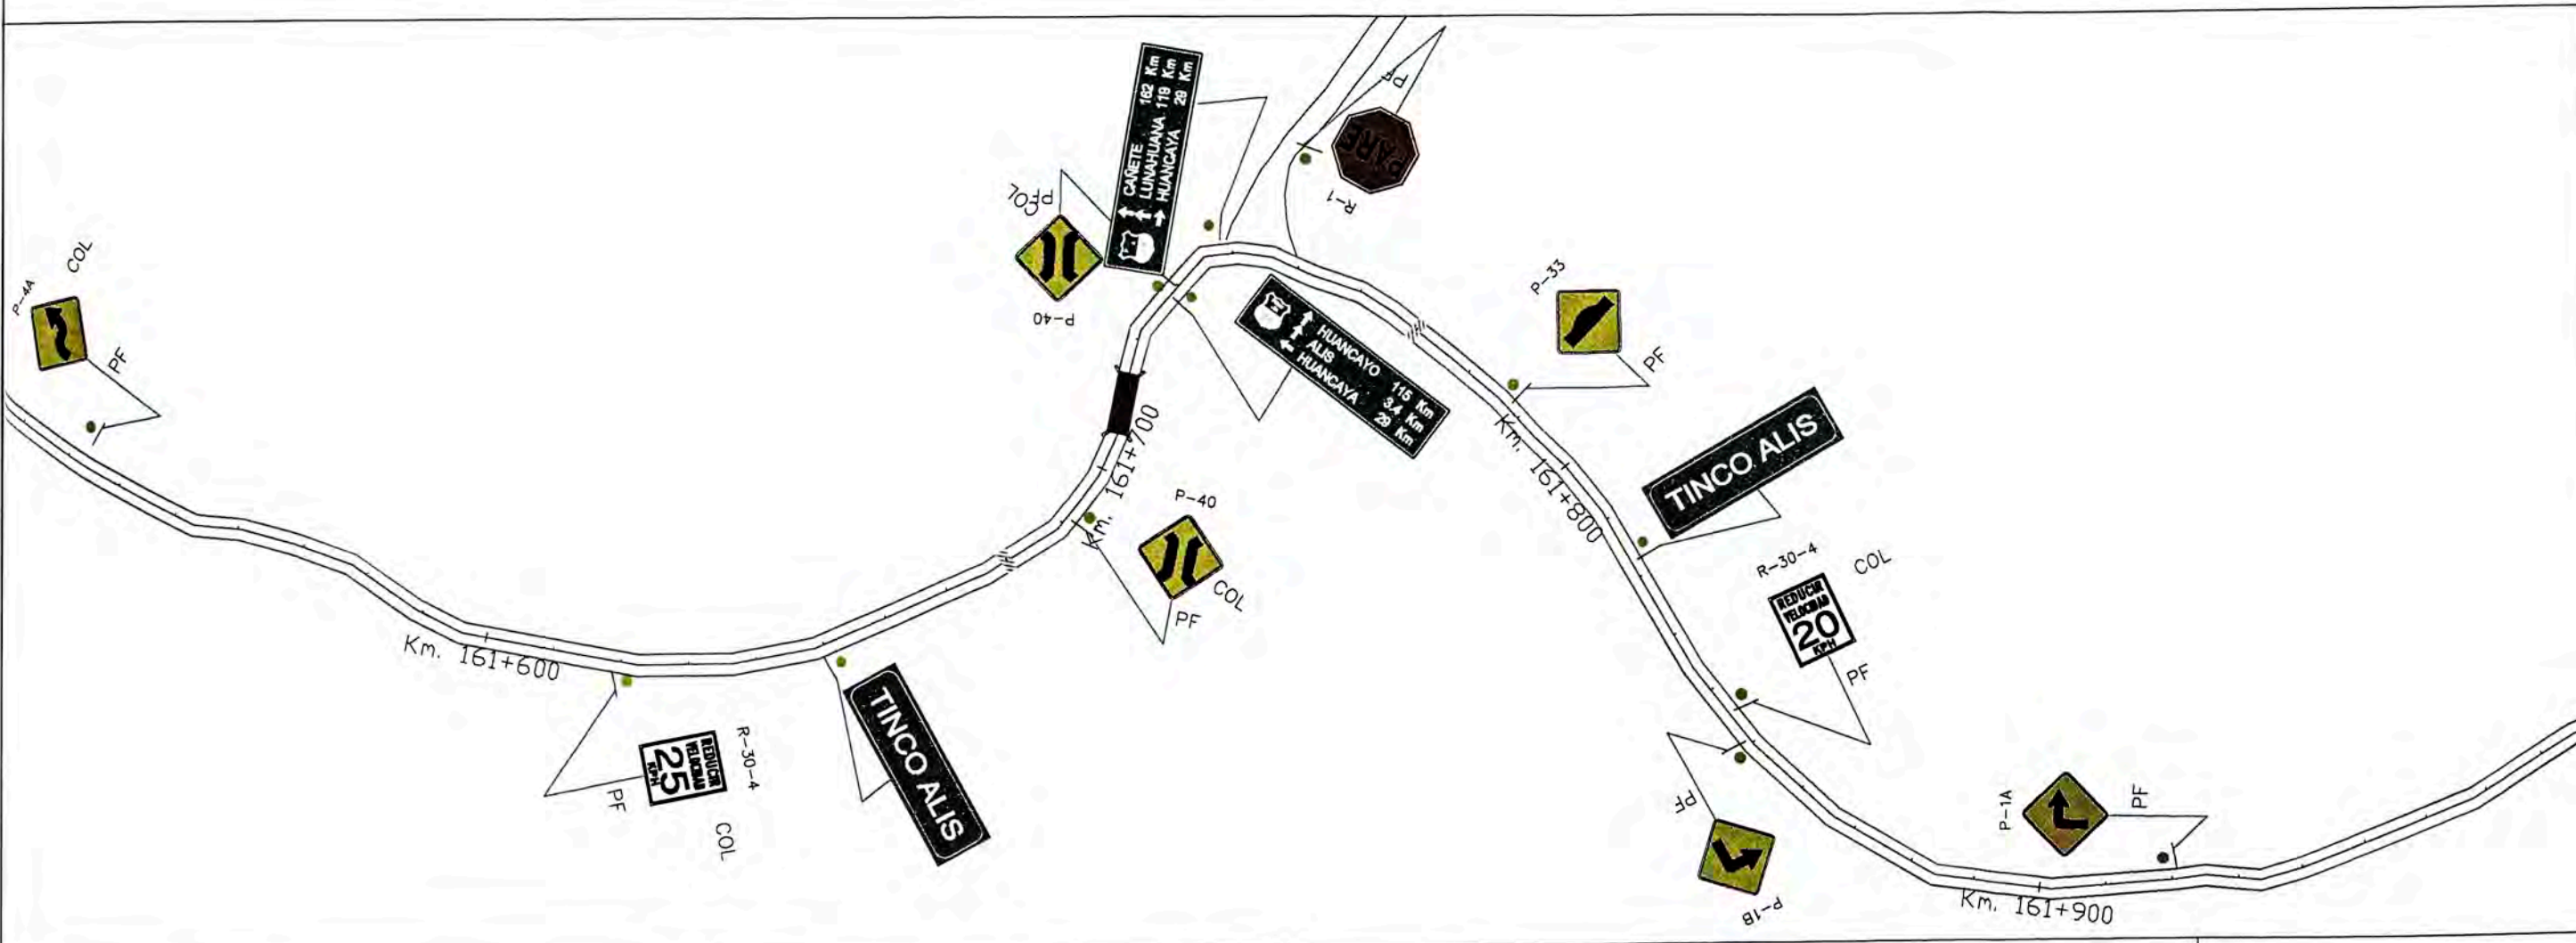 P-4A
COL
PF
Km. 161+600
PF
REDUCIR
VELOCIDAD
25
KPH
R-30-4
COL
TINCO ALIS
COL
PF
P-40
CAÑETE 162 Km
LUNAHUANA 119 Km
HUANCAYA 29 Km
Km. 161+700
P-40
COL
PF
PF
PARE
R-1
HUANCAYO 115 Km
ALIS 3.4 Km
HUANCAYA 29 Km
P-33
PF
Km. 161+800
TINCO ALIS
R-30-4
COL
REDUCIR
VELOCIDAD
20
KPH
PF
PF
P-1B
P-1A
PF
Km. 161+900